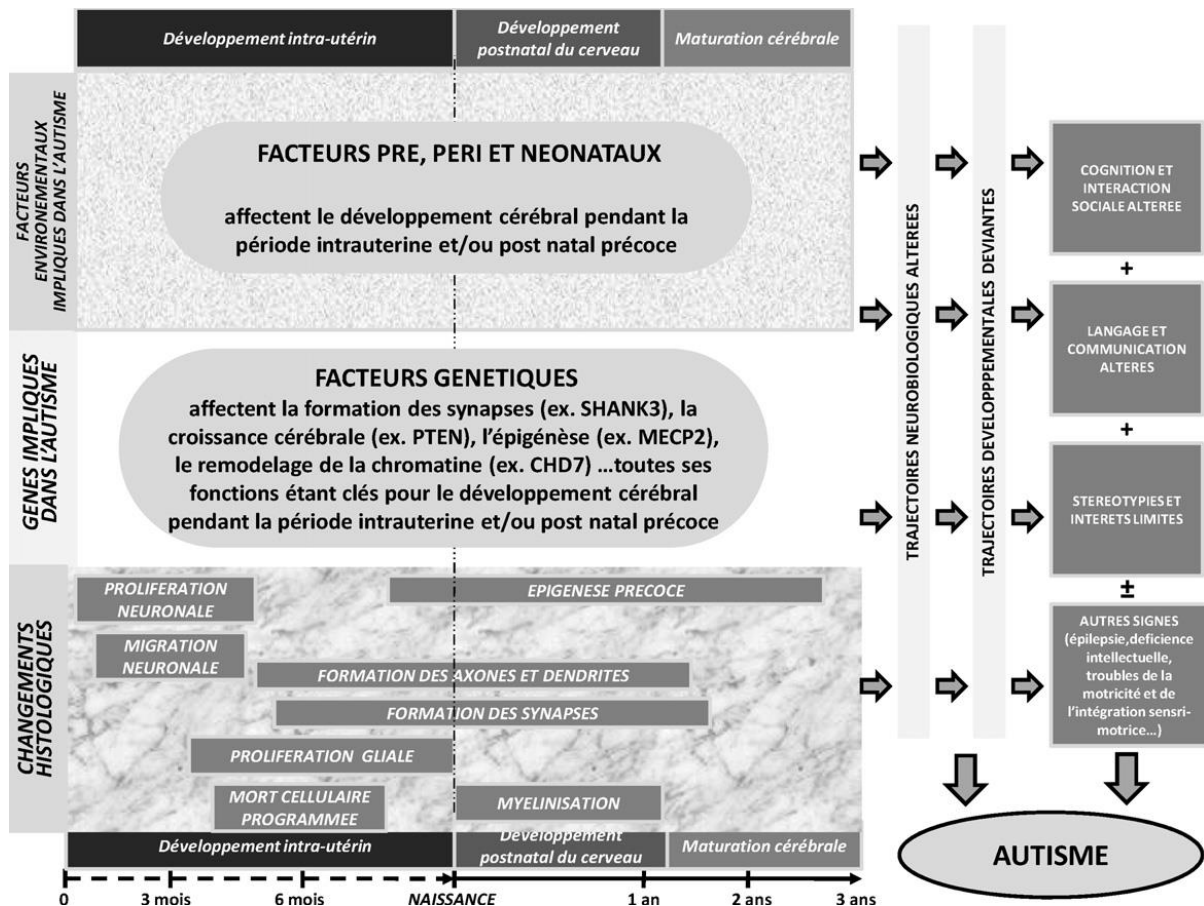 Développement intra-utérin
Développement
postnatal du cerveau
Maturation cérébrale
FACTEURS
ENVIRONEMENTAUX
IMPLIQUES DANS L'AUTISME
FACTEURS PRE, PERI ET NEONATAUX
affectent le développement cérébral pendant la
période intrauterine et/ou post natal précoce
GENES IMPLIQUES
DANS L'AUTISME
FACTEURS GENETIQUES
affectent la formation des synapses (ex. SHANK3), la
croissance cérébrale (ex. PTEN), l'épigénèse (ex. MECP2),
le remodelage de la chromatine (ex. CHD7) ...toutes ses
fonctions étant clés pour le développement cérébral
pendant la période intrauterine et/ou post natal précoce
CHANGEMENTS
HISTOLOGIQUES
PROLIFERATION
NEURONALE
EPIGENESE PRECOCE
MIGRATION
NEURONALE
FORMATION DES AXONES ET DENDRITES
FORMATION DES SYNAPSES
PROLIFERATION GLIALE
MORT CELLULAIRE
PROGRAMMEE
MYELINISATION
Développement intra-utérin
Développement
postnatal du cerveau
Maturation cérébrale
0
3 mois
6 mois
NAISSANCE
1 an
2 ans
3 ans
TRAJECTOIRES NEUROBIOLOGIQUES ALTEREES
TRAJECTOIRES DEVELOPPEMENTALES DEVIANTES
COGNITION ET
INTERACTION
SOCIALE ALTEREE
+
LANGAGE ET
COMMUNICATION
ALTERES
+
STEREOTYPIES ET
INTERETS LIMITES
±
AUTRES SIGNES
(épilepsie,deficience
intellectuelle,
troubles de la
motricité et de
l'intégration sensri-
motrice...)
AUTISME